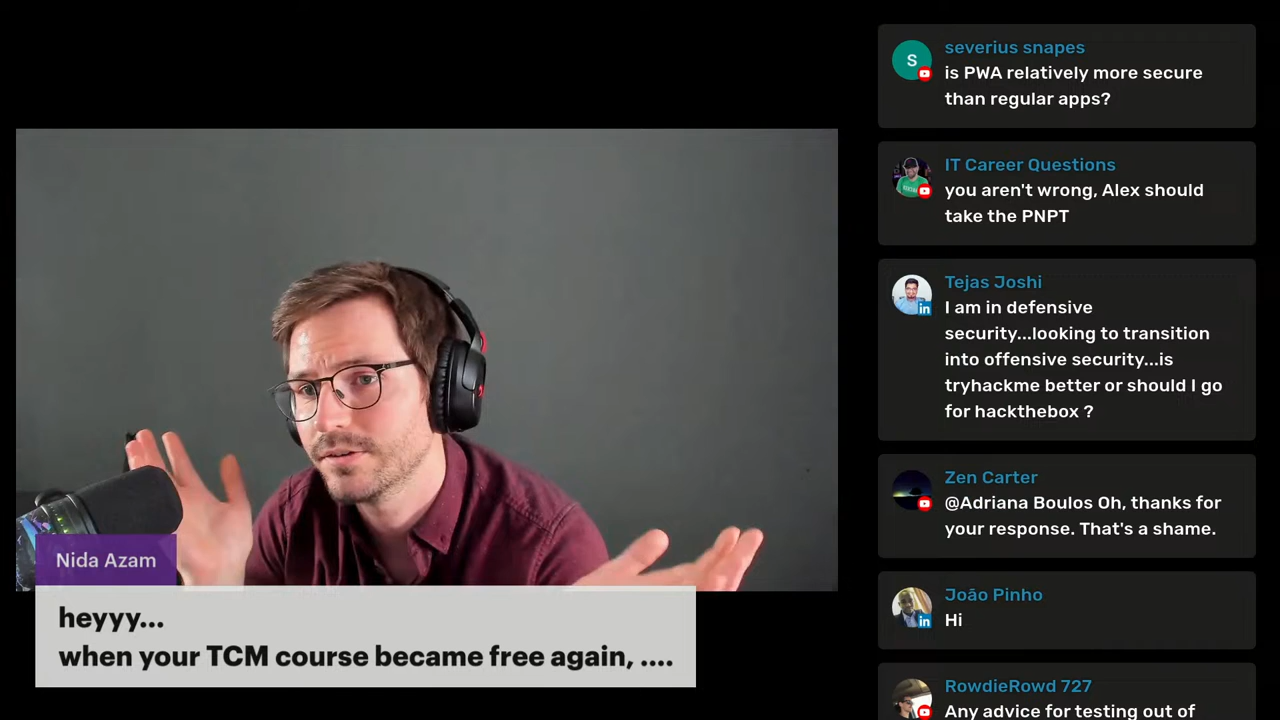 severius snapes
is PWA relatively more secure
than regular apps?
IT Career Questions
you aren't wrong, Alex should
take the PNPT
Tejas Joshi
I am in defensive
security...looking to transition
into offensive security...is
tryhackme better or should I go
for hackthebox ?
Zen Carter
@Adriana Boulos Oh, thanks for
your response. That's a shame.
João Pinho
Hi
RowdieRowd 727
Any advice for testing out of
Nida Azam
heyyy...
when your TCM course became free again, ....
S
in
in